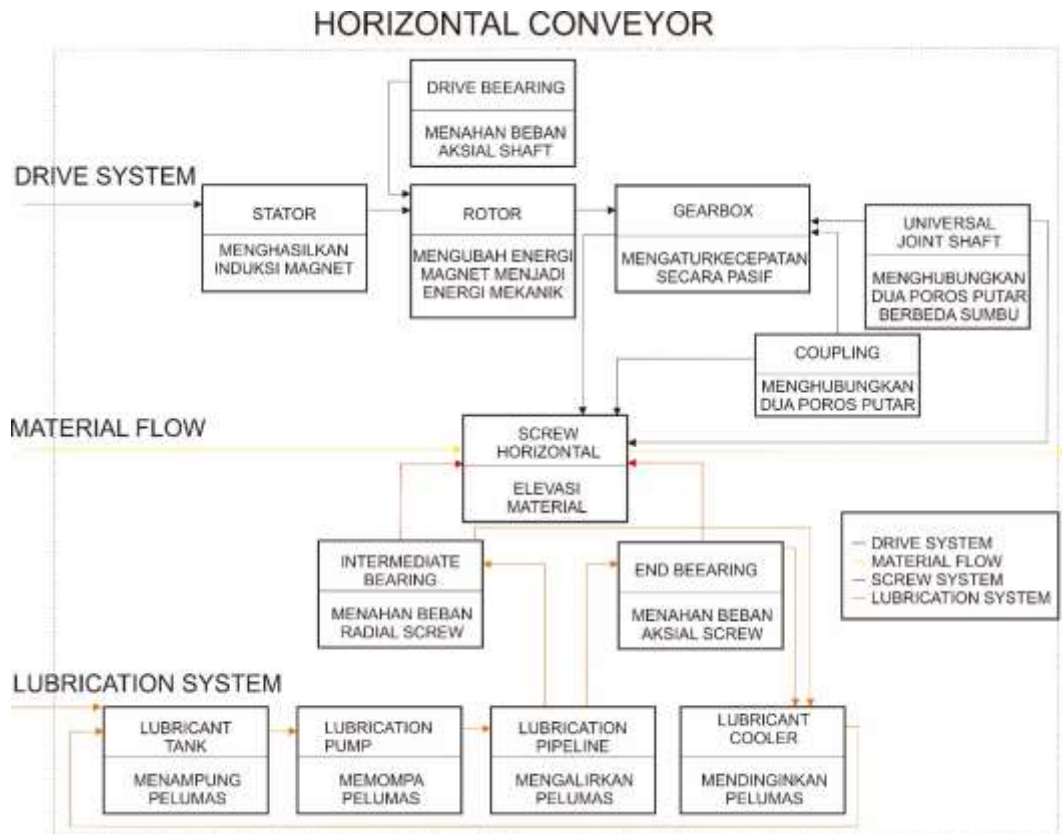 HORIZONTAL CONVEYOR
DRIVE BEEARING
MENAHAN BEBAN
AKSIAL SHAFT
DRIVE SYSTEM
STATOR
MENGHASILKAN
INDUKSI MAGNET
ROTOR
MENGUBAH ENERGI
MAGNET MENJADI
ENERGI MEKANIK
GEARBOX
MENGATURKECEPATAN
SECARA PASIF
UNIVERSAL
JOINT SHAFT
MENGHUBUNGKAN
DUA POROS PUTAR
BERBEDA SUMBU
COUPLING
MENGHUBUNGKAN
DUA POROS PUTAR
MATERIAL FLOW
SCREW
HORIZONTAL
ELEVASI
MATERIAL
INTERMEDIATE
BEARING
MENAHAN BEBAN
RADIAL SCREW
END BEEARING
MENAHAN BEBAN
AKSIAL SCREW
DRIVE SYSTEM
MATERIAL FLOW
SCREW SYSTEM
LUBRICATION SYSTEM
LUBRICATION SYSTEM
LUBRICANT
TANK
MENAMPUNG
PELUMAS
LUBRICATION
PUMP
MEMOMPA
PELUMAS
LUBRICATION
PIPELINE
MENGALIRKAN
PELUMAS
LUBRICANT
COOLER
MENDINGINKAN
PELUMAS